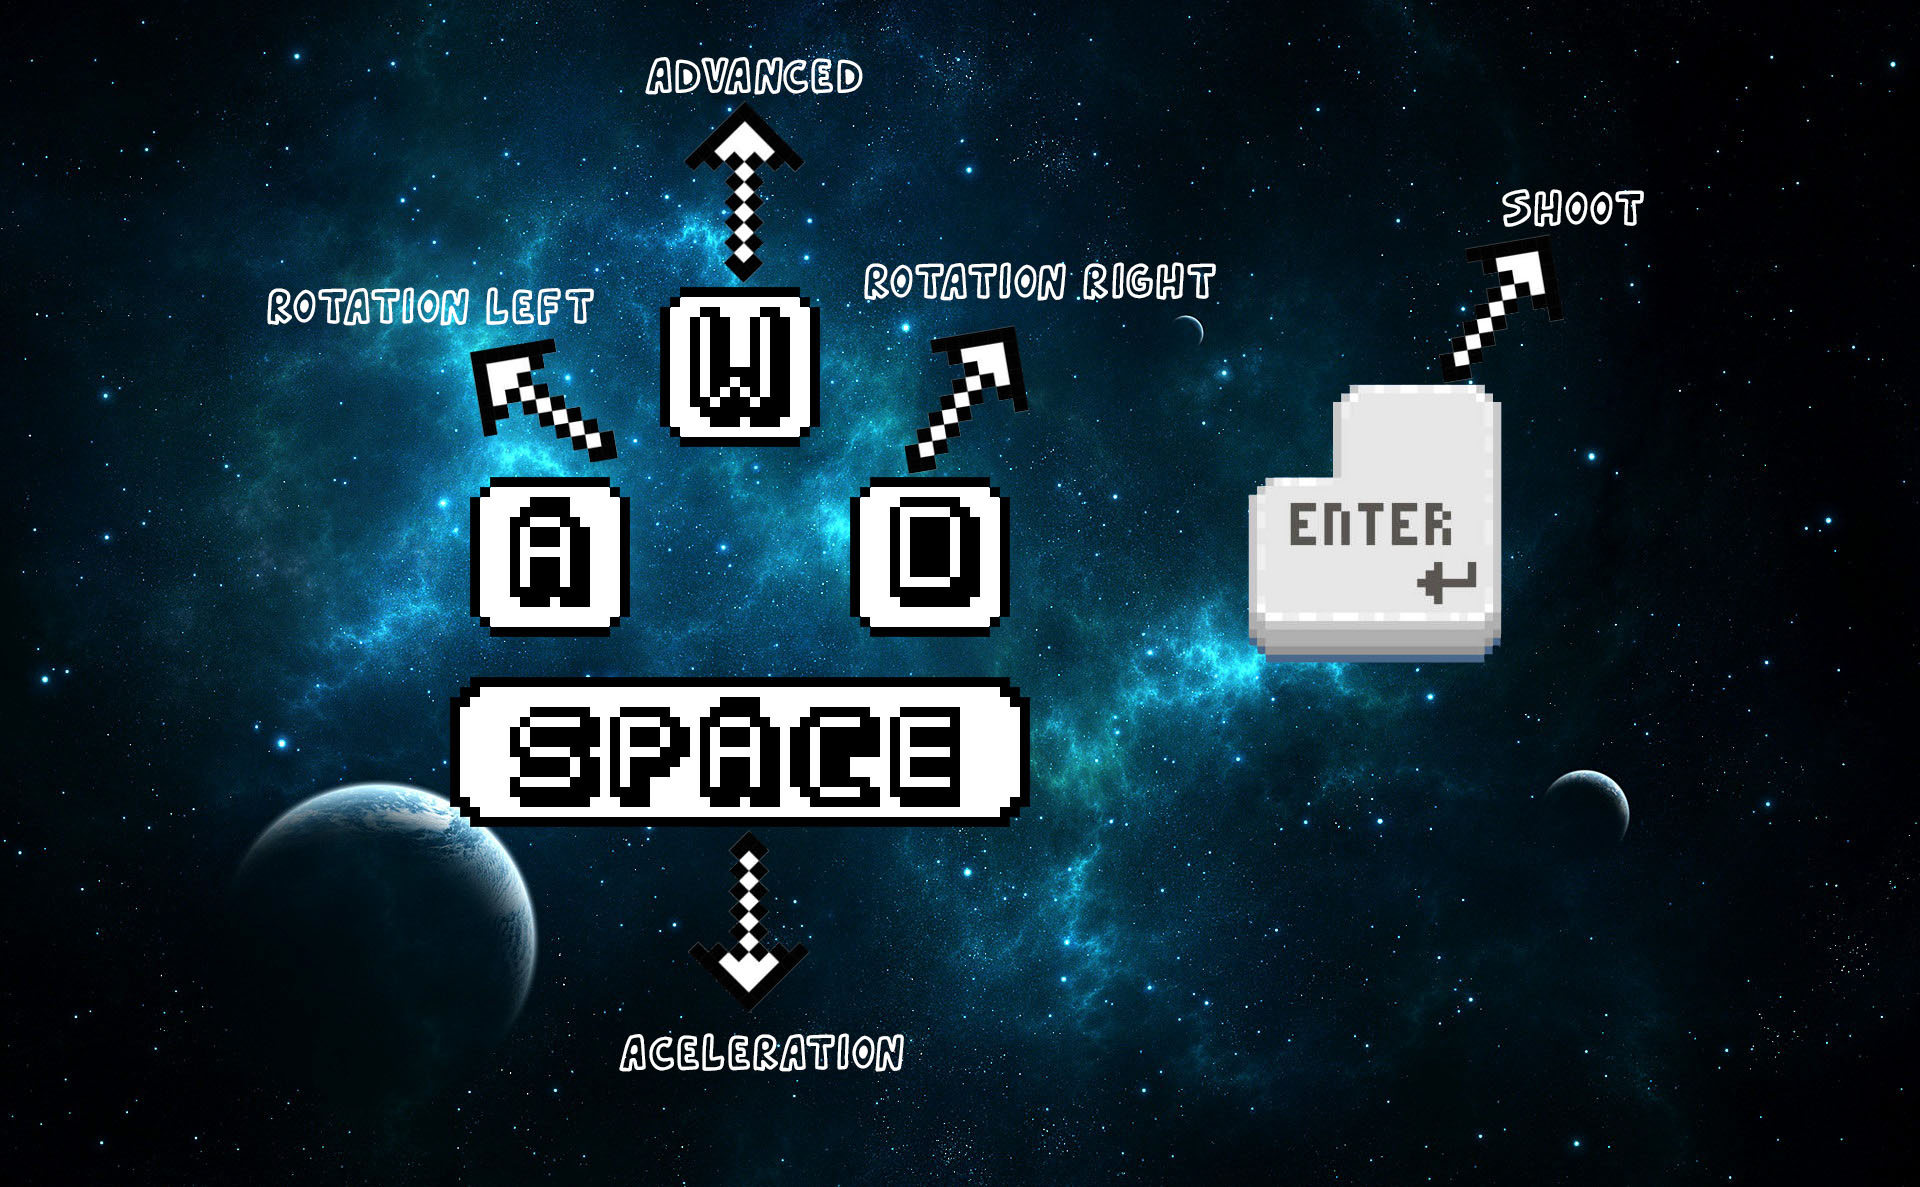 ADVANCED
SHOOT
ROTATION RIGHT
ROTATION LEFT
W
A
D
ENTER
SPACE
ACELERATION